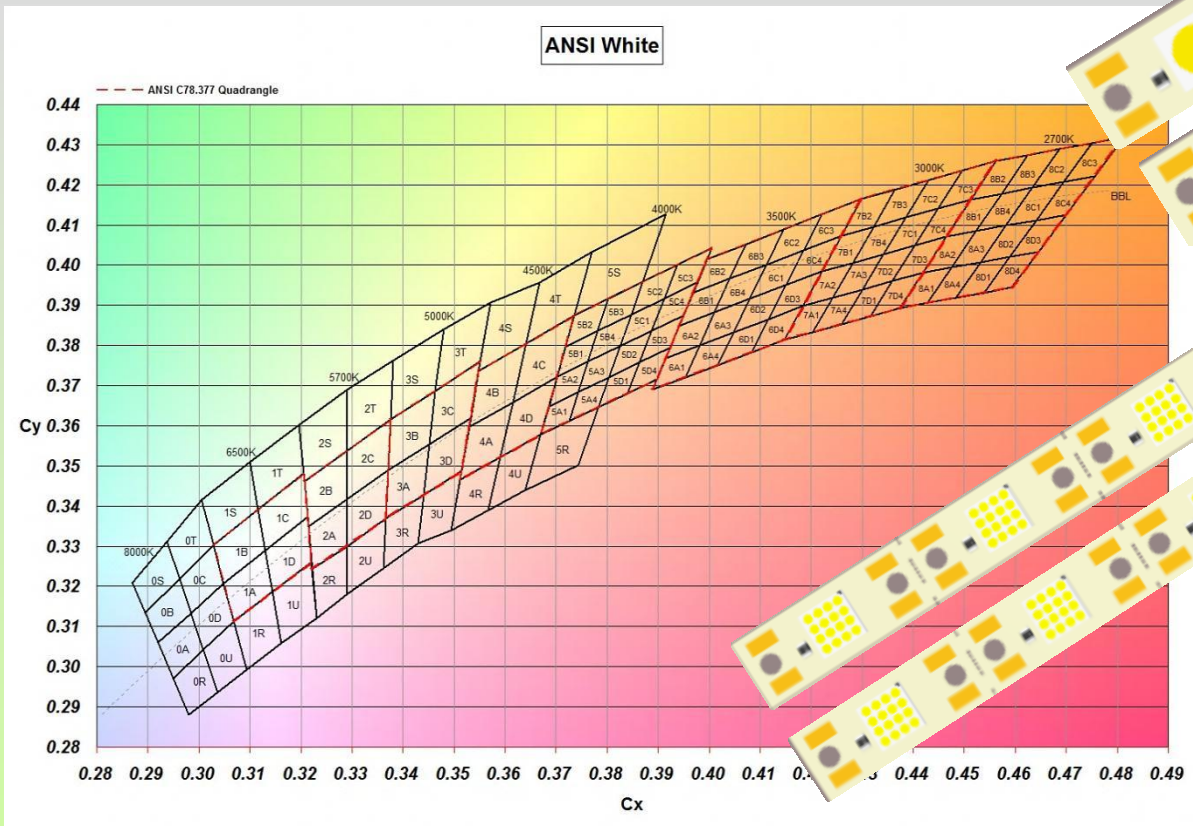 ANSI White
ANSI C78.377 Quadrangle
0.44
0.43
0.42
0.41
0.40
0.39
0.38
0.37
Cy 0.36
0.35
0.34
0.33
0.32
0.31
0.30
0.29
0.28
2700K
3000K
3500K
4000K
4500K
5000K
5700K
6500K
8000K
BBL
8B2 8B3 8C2 8C3
8B1 8B4 8C1 8C4
8A2 8A3 8D2 8D3
8A1 8A4 8D1 8D4
7B2 7B3 7C2 7C3
7B1 7B4 7C1 7C4
7A2 7A3 7D2 7D3
7A1 7A4 7D1 7D4
6B2 6B3 6C2 6C3
6B1 6B4 6C1 6C4
6A2 6A3 6D2 6D3
6A1 6A4 6D1 6D4
5S
5B2 5B3 5C2 5C3
5B1 5B4 5C1 5C4
5A2 5A3 5D2 5D3
5A1 5A4 5D1 5D4
5R
4S 4T
4B 4C
4A 4D
4R 4U
3S 3T
3B 3C
3A 3D
3R 3U
2S 2T
2B 2C
2A 2D
2R 2U
1S 1T
1B 1C
1A 1D
1R 1U
0S 0T
0B 0C
0A 0D
0R 0U
0.28 0.29 0.30 0.31 0.32 0.33 0.34 0.35 0.36 0.37 0.38 0.39 0.40 0.41 0.44 0.45 0.46 0.47 0.48 0.49
Cx